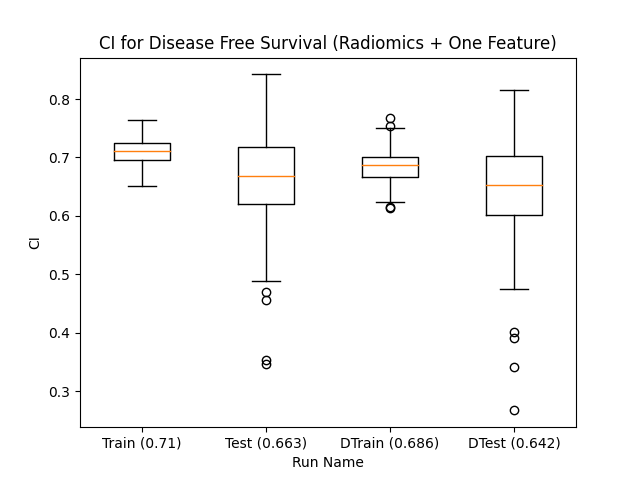 CI for Disease Free Survival (Radiomics + One Feature)
0.8
0.7
0.6
0.5
0.4
0.3
CI
Train (0.71)
Test (0.663)
DTrain (0.686)
DTest (0.642)
Run Name